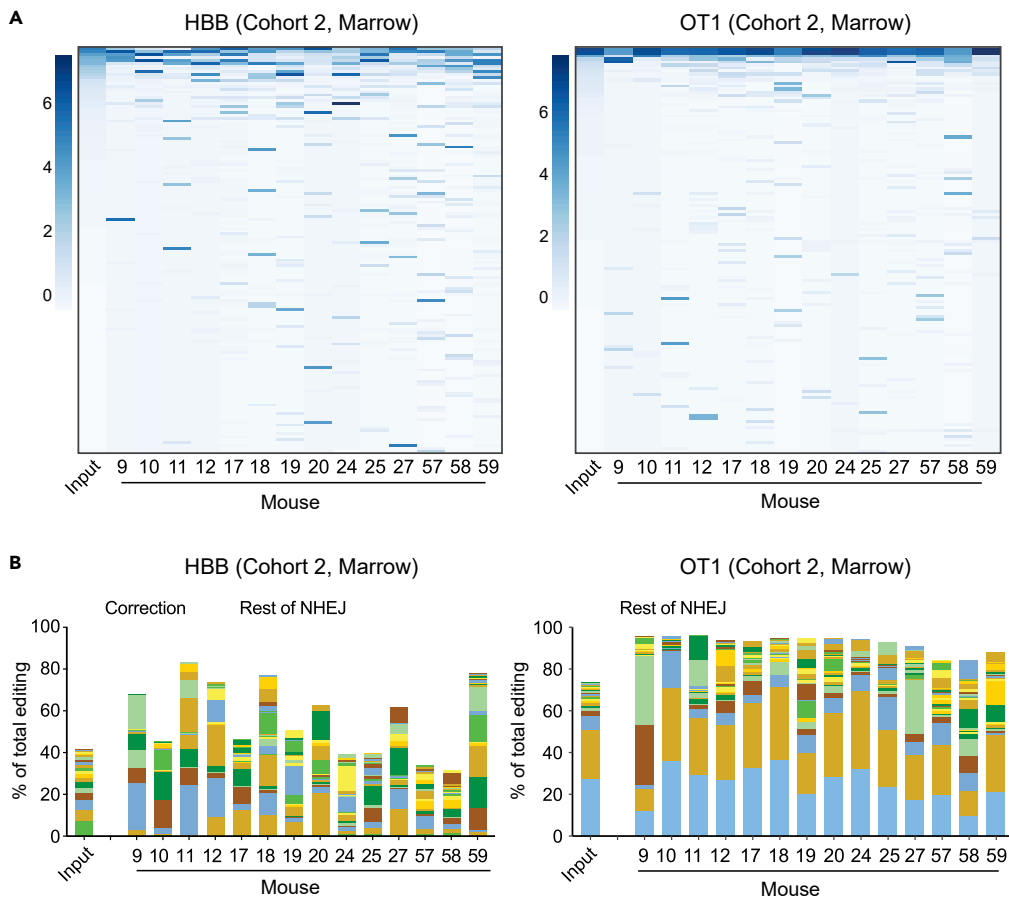 A
HBB (Cohort 2, Marrow)
OT1 (Cohort 2, Marrow)
6
4
2
0
6
4
2
0
Input 9 10 11 12 17 18 19 20 24 25 27 57 58 59
Mouse
Input 9 10 11 12 17 18 19 20 24 25 27 57 58 59
Mouse
B
HBB (Cohort 2, Marrow)
OT1 (Cohort 2, Marrow)
Correction Rest of NHEJ
Rest of NHEJ
% of total editing
100
80
60
40
20
0
Input 9 10 11 12 17 18 19 20 24 25 27 57 58 59
Mouse
% of total editing
100
80
60
40
20
0
Input 9 10 11 12 17 18 19 20 24 25 27 57 58 59
Mouse